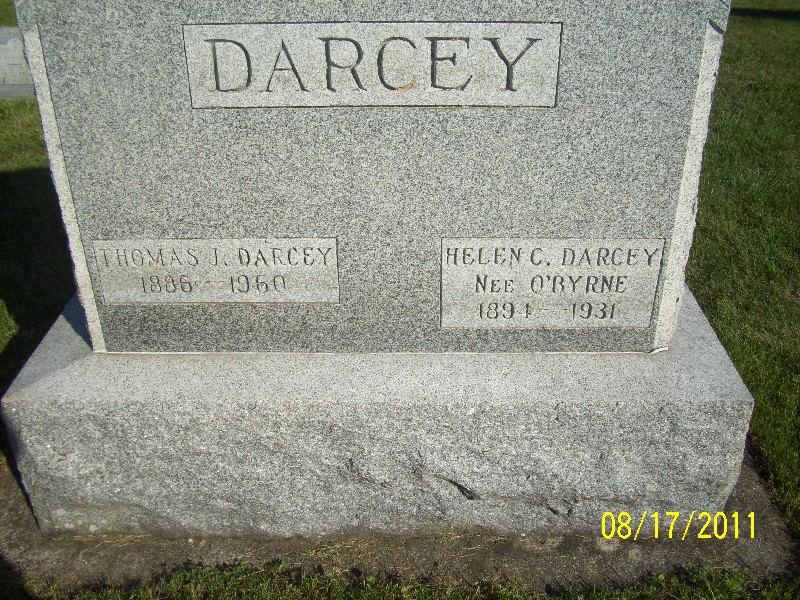 DARCEY
THOMAS J. DARCEY
1886 — 1960
HELEN C. DARCEY
NEE O'BYRNE
1894 — 1931
08/17/2011